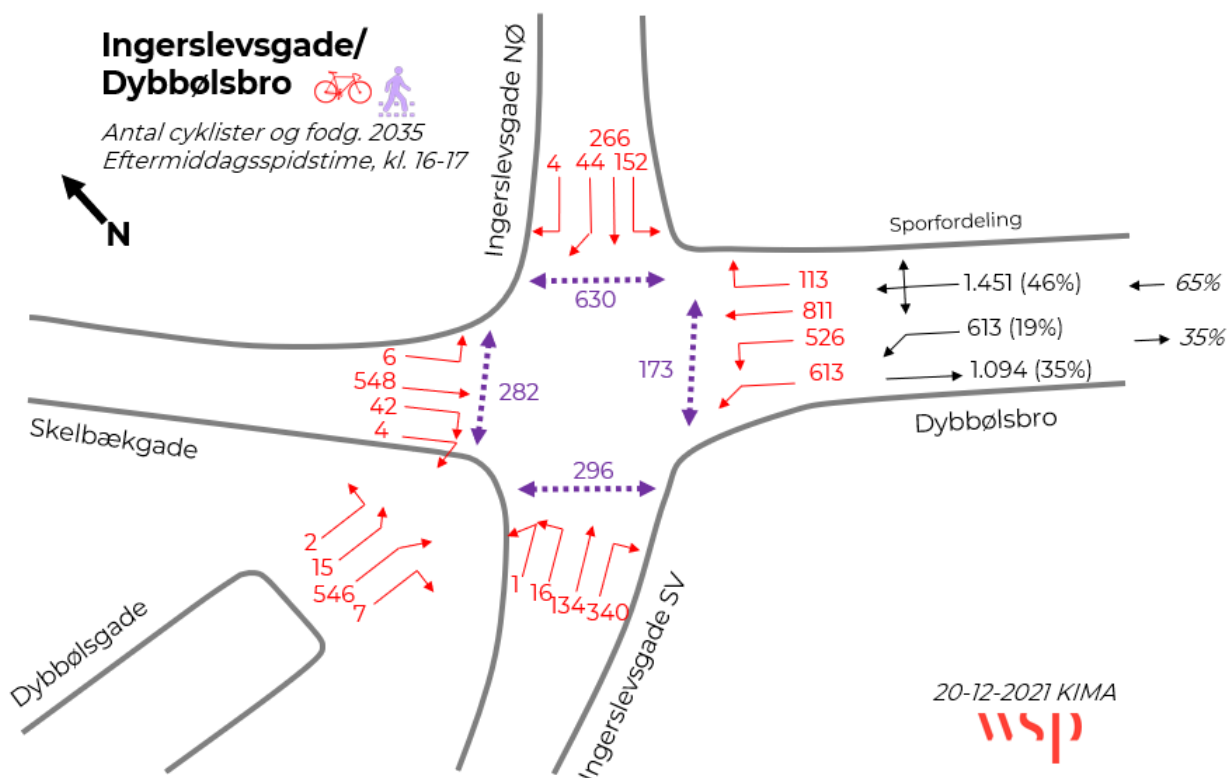 Ingerslevsgade/
Dybbølsbro
Antal cyklister og fodg. 2035
Eftermiddagsspidstime, kl. 16-17
N
Ingerslevsgade NØ
266
4 44 152
Sporfordeling
630
113
1.451 (46%)
65%
811
613 (19%)
526
35%
613
1.094 (35%)
173
Dybbølsbro
6
548
282
42
4
Skelbækgade
296
2
15
546
7
1 16 134 340
Dybbølsgade
Ingerslevsgade SV
20-12-2021 KIMA
wsp